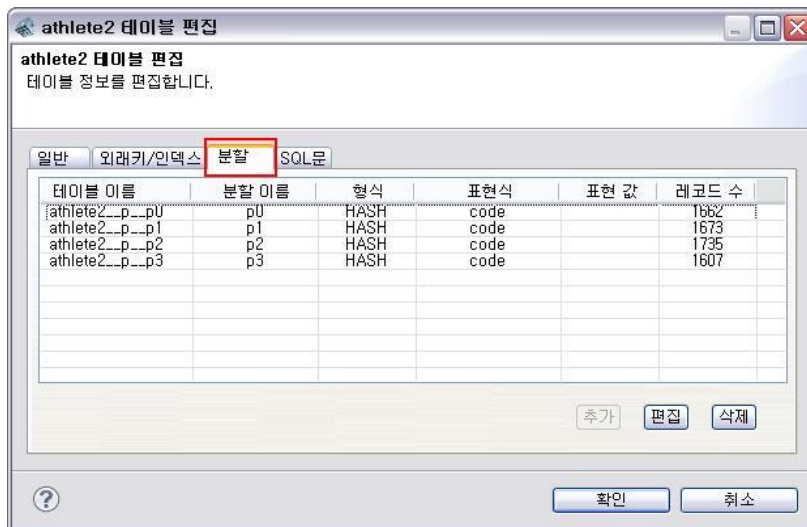 athlete2 테이블 편집
athlete2 테이블 편집
테이블 정보를 편집합니다.
일반 외래키/인덱스 분할 SQL문
테이블 이름 분할 이름 형식 표현식 표현 값 레코드 수
athlete2__p__p0 p0 HASH code 1662
athlete2__p__p1 p1 HASH code 1673
athlete2__p__p2 p2 HASH code 1735
athlete2__p__p3 p3 HASH code 1607
추가 편집 삭제
? 확인 취소